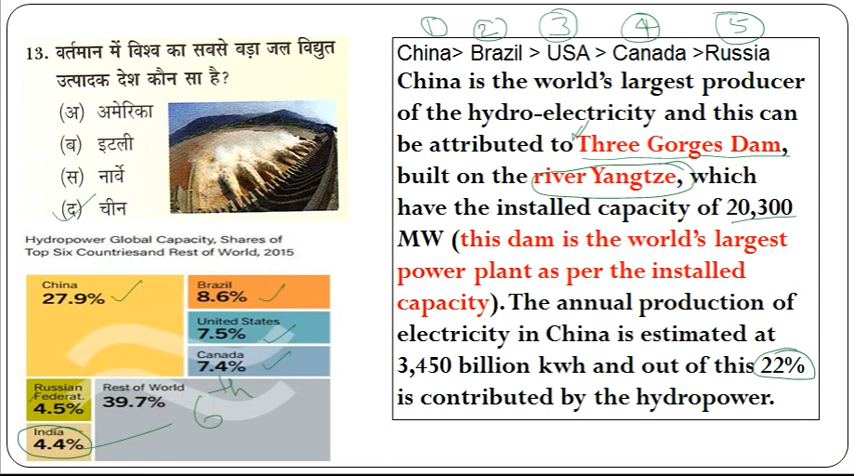 13. वर्तमान में विश्व का सबसे बड़ा जल विद्युत
उत्पादक देश कौन सा है?
(अ) अमेरिका
(ब) इटली
(स) नार्वे
(द) चीन
Hydropower Global Capacity, Shares of
Top Six Countriesand Rest of World, 2015
China
27.9%
Brazil
8.6%
United States
7.5%
Canada
7.4%
Russian
Federat.
4.5%
Rest of World
39.7%
India
4.4%
6th
1 2 3 4 5
China> Brazil > USA > Canada >Russia
China is the world's largest producer
of the hydro-electricity and this can
be attributed to Three Gorges Dam,
built on the river Yangtze, which
have the installed capacity of 20,300
MW (this dam is the world's largest
power plant as per the installed
capacity). The annual production of
electricity in China is estimated at
3,450 billion kwh and out of this 22%
is contributed by the hydropower.